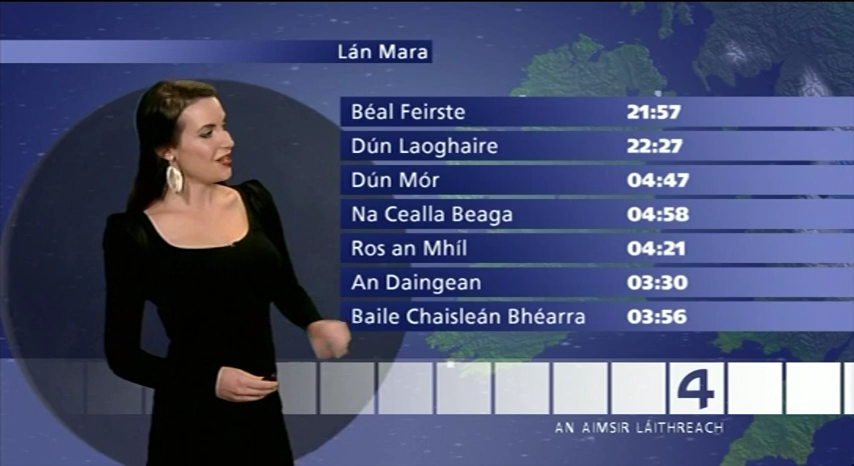 Lán Mara
Béal Feirste 21:57
Dún Laoghaire 22:27
Dún Mór 04:47
Na Cealla Beaga 04:58
Ros an Mhíl 04:21
An Daingean 03:30
Baile Chaisleán Bhéarra 03:56
4
AN AIMSIR LÁITHREACH